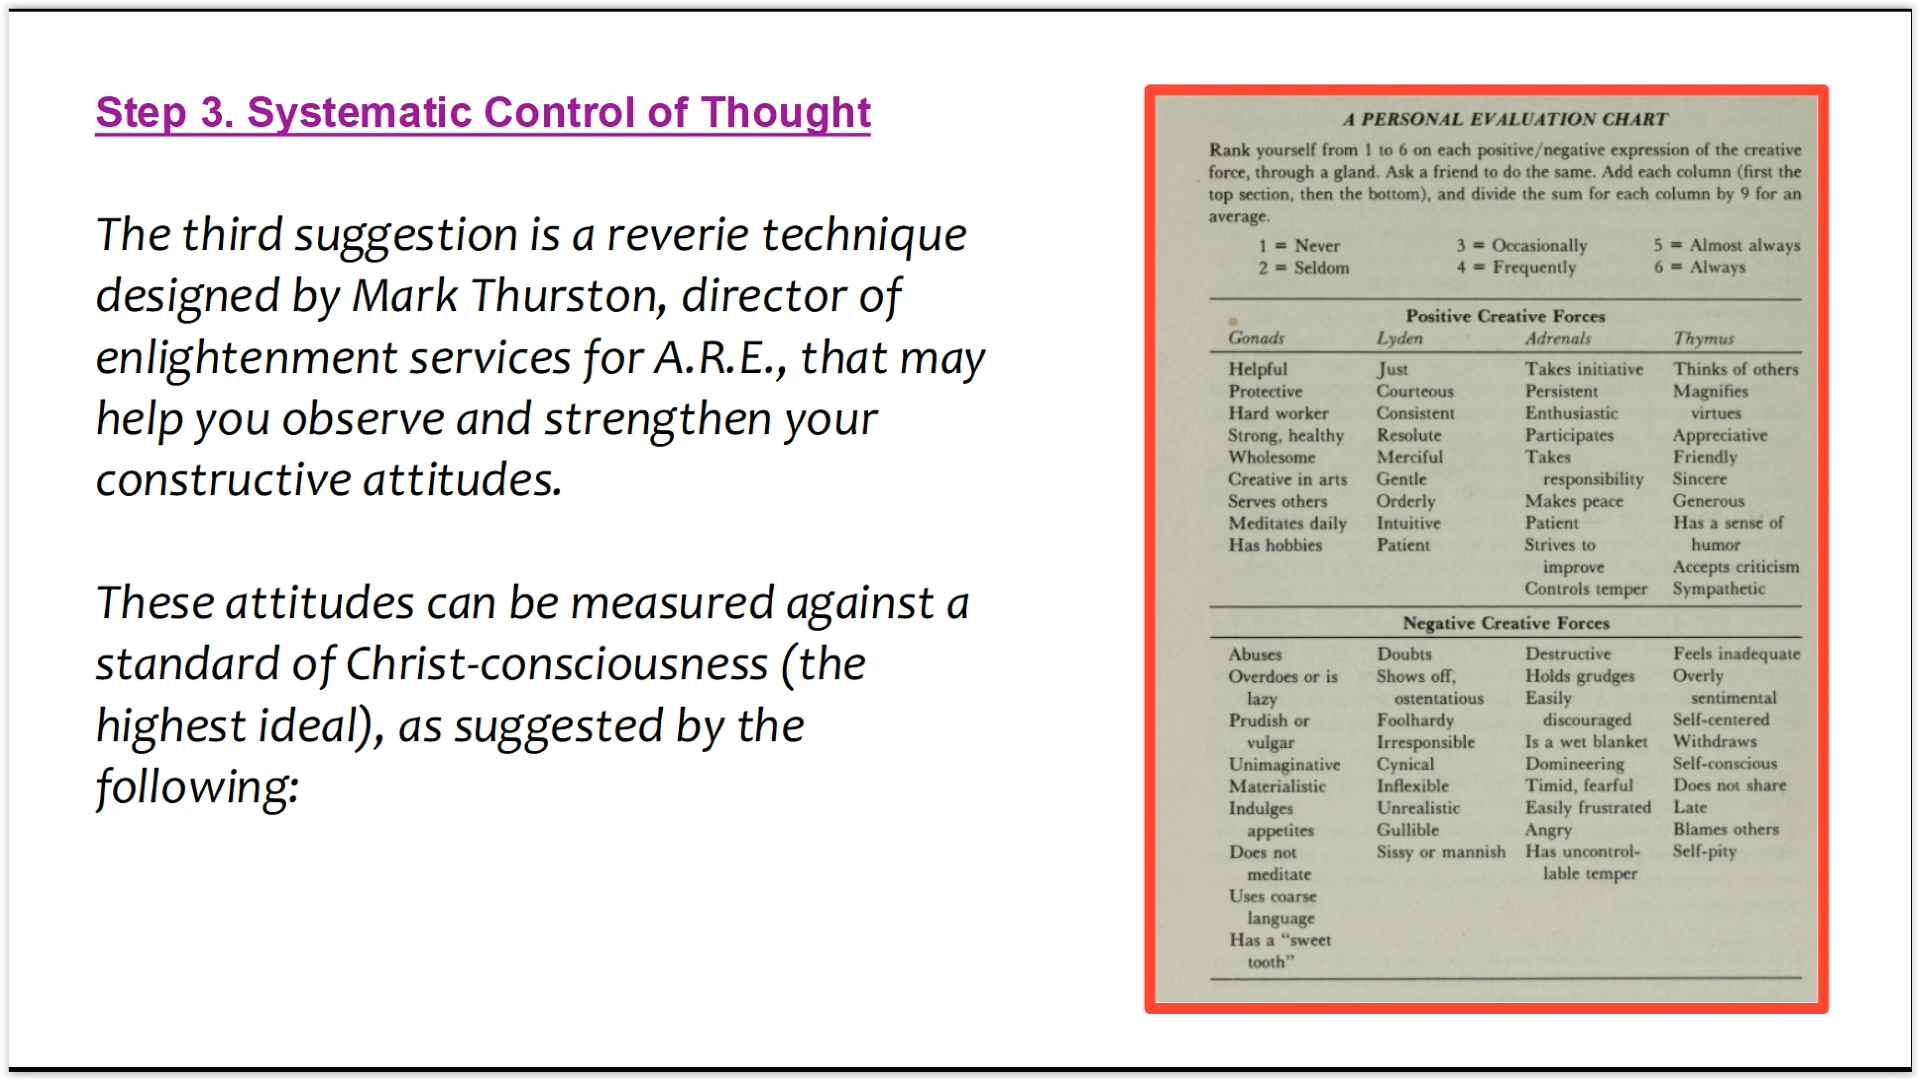 Step 3. Systematic Control of Thought
The third suggestion is a reverie technique
designed by Mark Thurston, director of
enlightenment services for A.R.E., that may
help you observe and strengthen your
constructive attitudes.
These attitudes can be measured against a
standard of Christ-consciousness (the
highest ideal), as suggested by the
following:
A PERSONAL EVALUATION CHART
Rank yourself from 1 to 6 on each positive/negative expression of the creative
force, through a gland. Ask a friend to do the same. Add each column (first the
top section, then the bottom), and divide the sum for each column by 9 for an
average.
1 = Never 3 = Occasionally 5 = Almost always
2 = Seldom 4 = Frequently 6 = Always
Positive Creative Forces
Gonads Lyden Adrenals Thymus
Helpful Just Takes initiative Thinks of others
Protective Courteous Persistent Magnifies
Hard worker Consistent Enthusiastic virtues
Strong, healthy Resolute Participates Appreciative
Wholesome Merciful Takes Friendly
Creative in arts Gentle responsibility Sincere
Serves others Orderly Makes peace Generous
Meditates daily Intuitive Patient Has a sense of
Has hobbies Patient Strives to humor
improve Accepts criticism
Controls temper Sympathetic
Negative Creative Forces
Abuses Doubts Destructive Feels inadequate
Overdoes or is Shows off, Holds grudges Overly
lazy ostentatious Easily sentimental
Prudish or Foolhardy discouraged Self-centered
vulgar Irresponsible Is a wet blanket Withdraws
Unimaginative Cynical Domineering Self-conscious
Materialistic Inflexible Timid, fearful Does not share
Indulges Unrealistic Easily frustrated Late
appetites Gullible Angry Blames others
Does not Sissy or mannish Has uncontrol- Self-pity
meditate lable temper
Uses coarse
language
Has a “sweet
tooth”